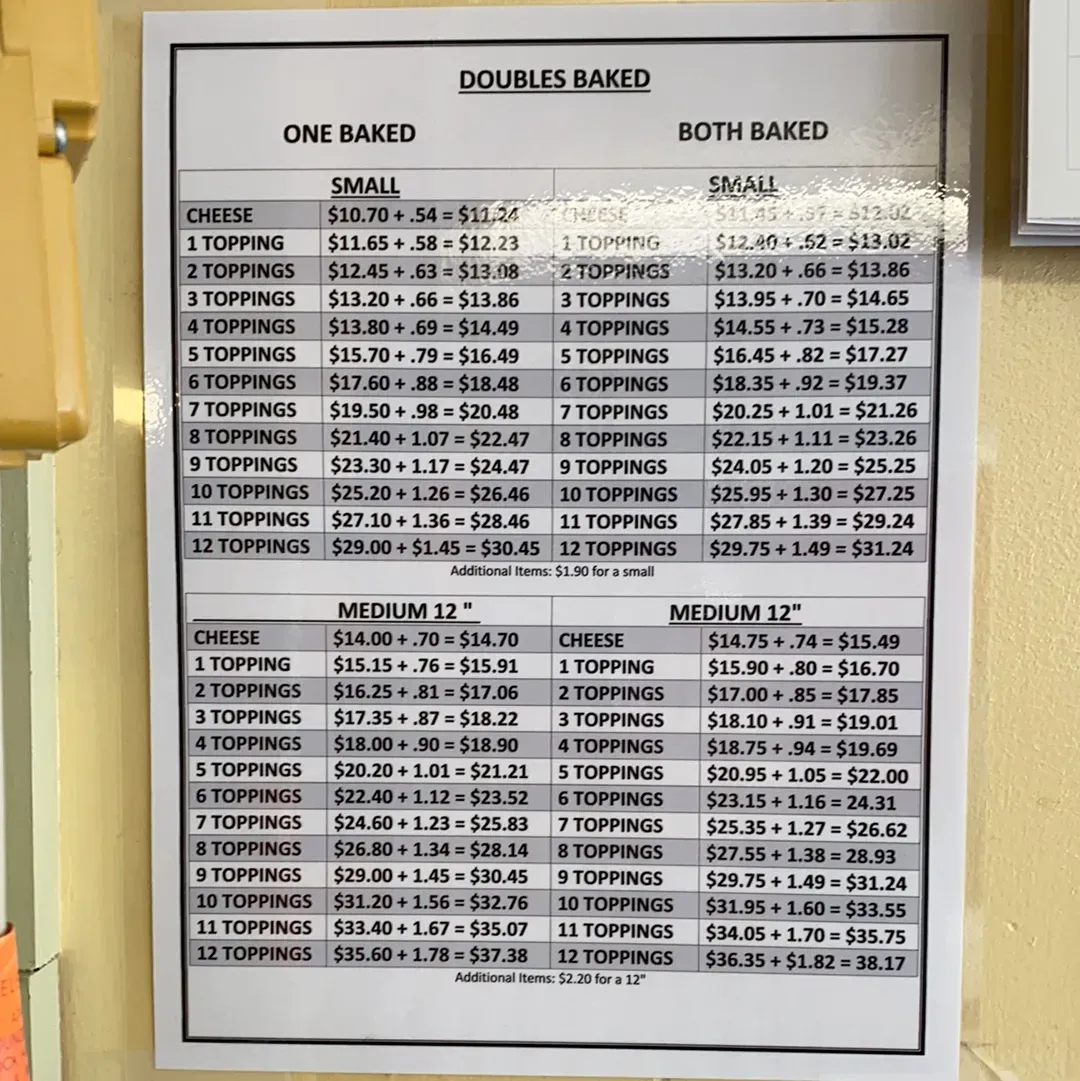 DOUBLES BAKED
ONE BAKED BOTH BAKED
SMALL SMALL
CHEESE $10.70 + .54 = $11.24 CHEESE $11.45 + .57 = $12.02
1 TOPPING $11.65 + .58 = $12.23 1 TOPPING $12.40 + .62 = $13.02
2 TOPPINGS $12.45 + .63 = $13.08 2 TOPPINGS $13.20 + .66 = $13.86
3 TOPPINGS $13.20 + .66 = $13.86 3 TOPPINGS $13.95 + .70 = $14.65
4 TOPPINGS $13.80 + .69 = $14.49 4 TOPPINGS $14.55 + .73 = $15.28
5 TOPPINGS $15.70 + .79 = $16.49 5 TOPPINGS $16.45 + .82 = $17.27
6 TOPPINGS $17.60 + .88 = $18.48 6 TOPPINGS $18.35 + .92 = $19.37
7 TOPPINGS $19.50 + .98 = $20.48 7 TOPPINGS $20.25 + 1.01 = $21.26
8 TOPPINGS $21.40 + 1.07 = $22.47 8 TOPPINGS $22.15 + 1.11 = $23.26
9 TOPPINGS $23.30 + 1.17 = $24.47 9 TOPPINGS $24.05 + 1.20 = $25.25
10 TOPPINGS $25.20 + 1.26 = $26.46 10 TOPPINGS $25.95 + 1.30 = $27.25
11 TOPPINGS $27.10 + 1.36 = $28.46 11 TOPPINGS $27.85 + 1.39 = $29.24
12 TOPPINGS $29.00 + $1.45 = $30.45 12 TOPPINGS $29.75 + 1.49 = $31.24
Additional Items: $1.90 for a small
MEDIUM 12 " MEDIUM 12"
CHEESE $14.00 + .70 = $14.70 CHEESE $14.75 + .74 = $15.49
1 TOPPING $15.15 + .76 = $15.91 1 TOPPING $15.90 + .80 = $16.70
2 TOPPINGS $16.25 + .81 = $17.06 2 TOPPINGS $17.00 + .85 = $17.85
3 TOPPINGS $17.35 + .87 = $18.22 3 TOPPINGS $18.10 + .91 = $19.01
4 TOPPINGS $18.00 + .90 = $18.90 4 TOPPINGS $18.75 + .94 = $19.69
5 TOPPINGS $20.20 + 1.01 = $21.21 5 TOPPINGS $20.95 + 1.05 = $22.00
6 TOPPINGS $22.40 + 1.12 = $23.52 6 TOPPINGS $23.15 + 1.16 = 24.31
7 TOPPINGS $24.60 + 1.23 = $25.83 7 TOPPINGS $25.35 + 1.27 = $26.62
8 TOPPINGS $26.80 + 1.34 = $28.14 8 TOPPINGS $27.55 + 1.38 = 28.93
9 TOPPINGS $29.00 + 1.45 = $30.45 9 TOPPINGS $29.75 + 1.49 = $31.24
10 TOPPINGS $31.20 + 1.56 = $32.76 10 TOPPINGS $31.95 + 1.60 = $33.55
11 TOPPINGS $33.40 + 1.67 = $35.07 11 TOPPINGS $34.05 + 1.70 = $35.75
12 TOPPINGS $35.60 + 1.78 = $37.38 12 TOPPINGS $36.35 + $1.82 = 38.17
Additional Items: $2.20 for a 12"